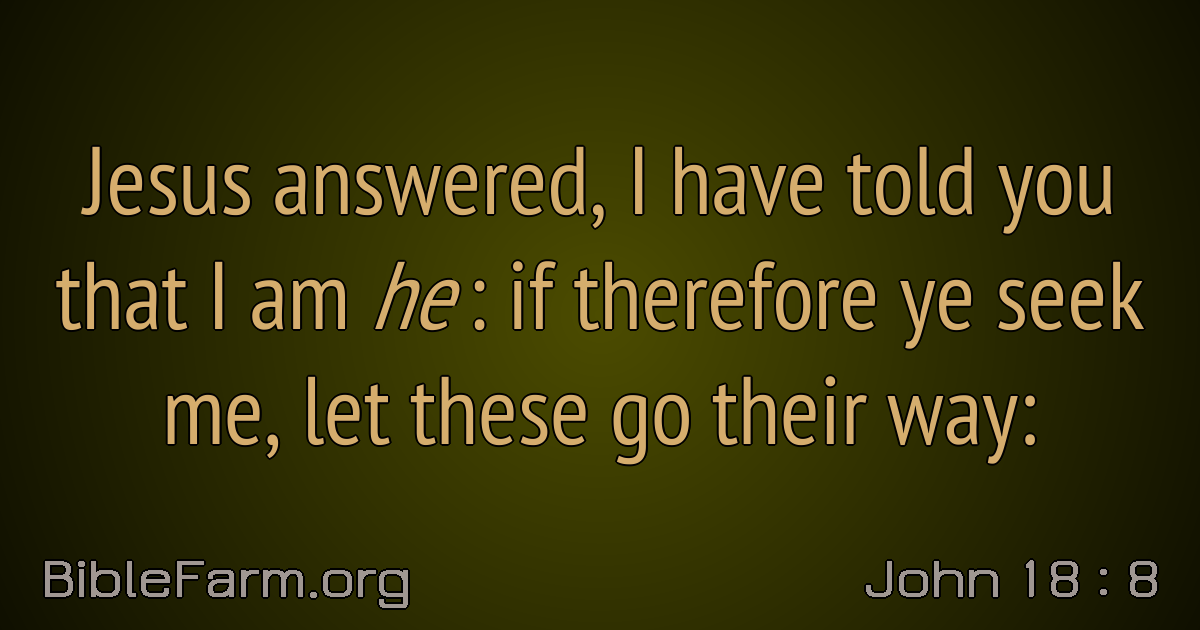 Jesus answered, I have told you
that I am he: if therefore ye seek
me, let these go their way:
BibleFarm.org
John 18 : 8